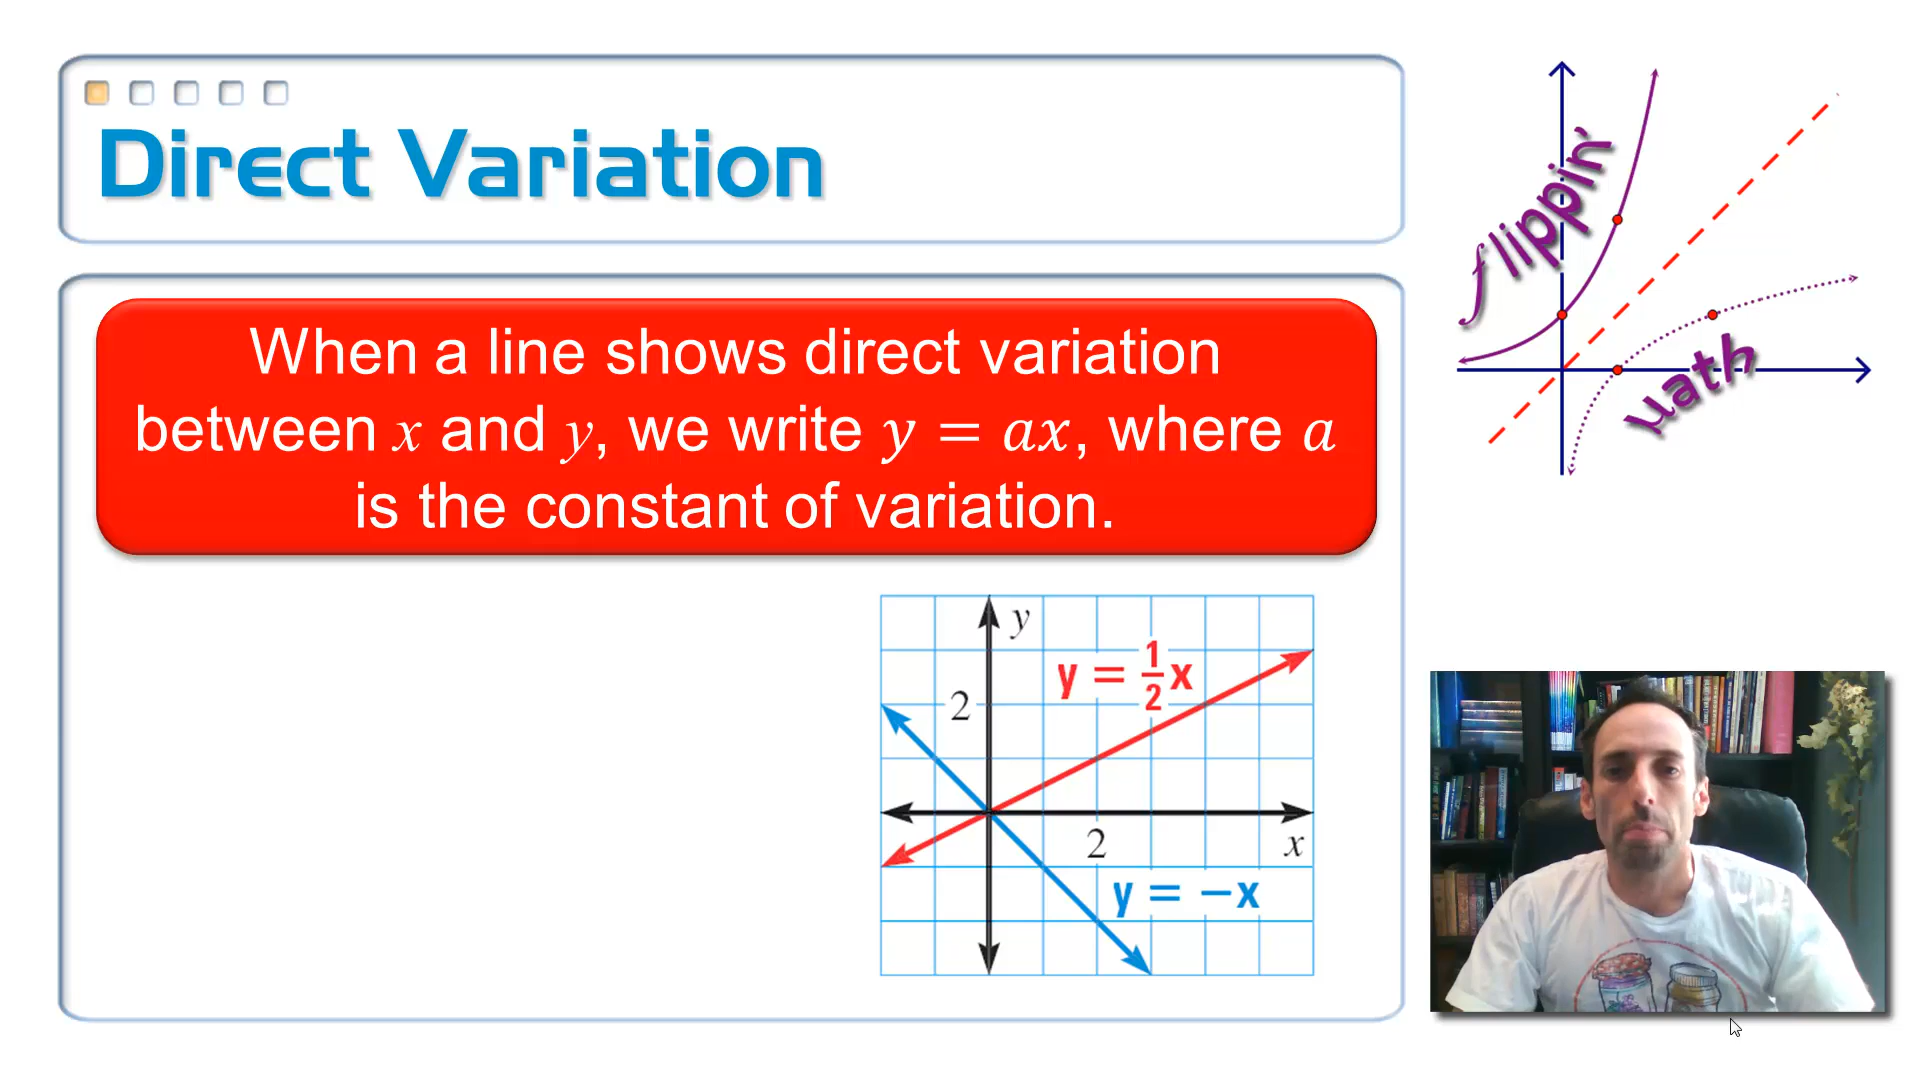 Direct Variation
When a line shows direct variation
between x and y, we write y = ax, where a
is the constant of variation.
y
y = 1/2 x
2
2
x
y = −x
flippin'
math